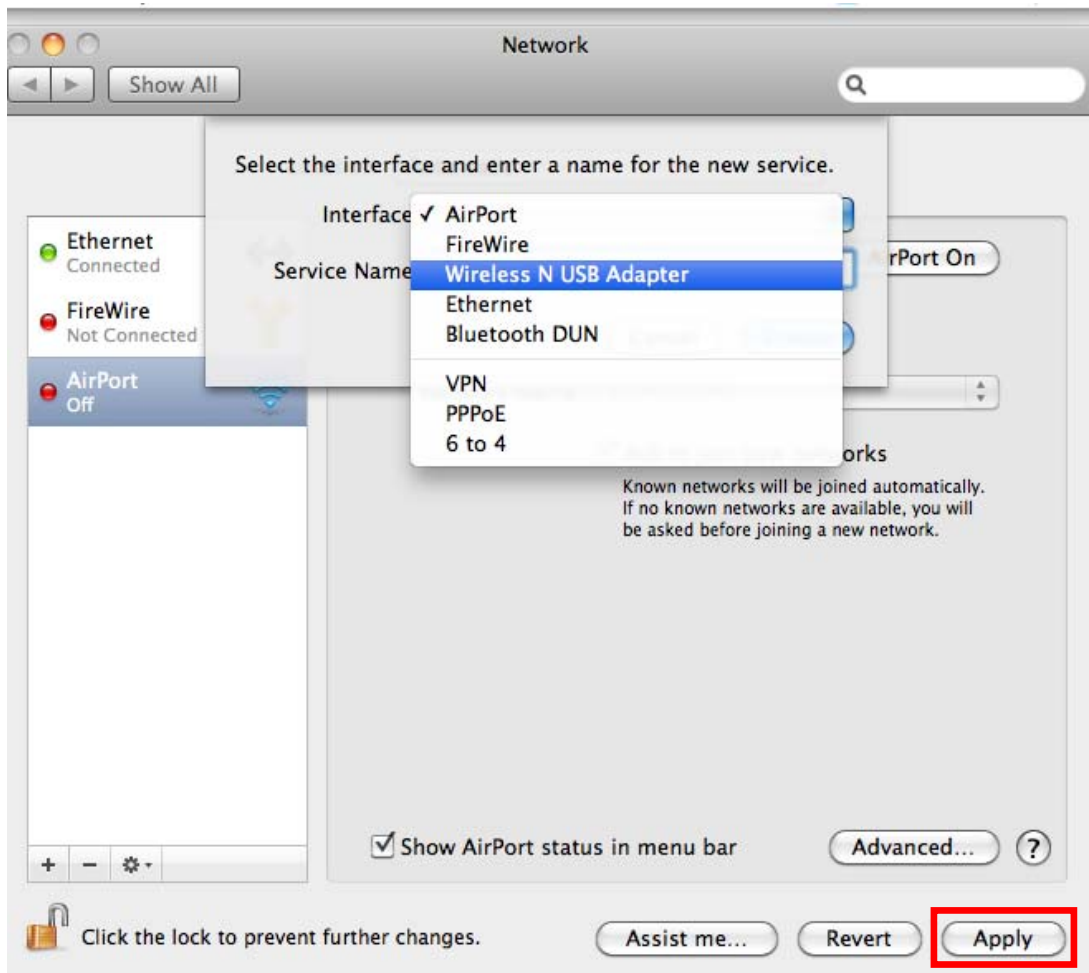 Network
Show All
Select the interface and enter a name for the new service.
Interface ✓ AirPort
FireWire
Service Name
Wireless N USB Adapter
Ethernet
Bluetooth DUN
VPN
PPPoE
6 to 4
Ethernet
Connected
FireWire
Not Connected
AirPort
Off
rPort On
orks
Known networks will be joined automatically.
If no known networks are available, you will
be asked before joining a new network.
Show AirPort status in menu bar
Advanced...
?
+ −
Click the lock to prevent further changes.
Assist me...
Revert
Apply